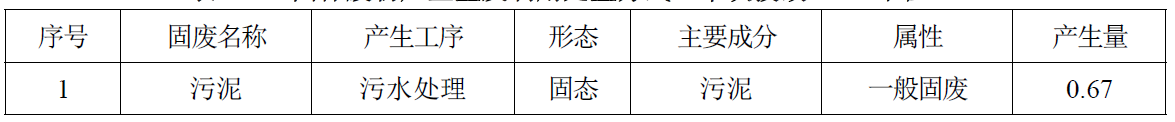 序号 固废名称 产生工序 形态 主要成分 属性 产生量
1 污泥 污水处理 固态 污泥 一般固废 0.67